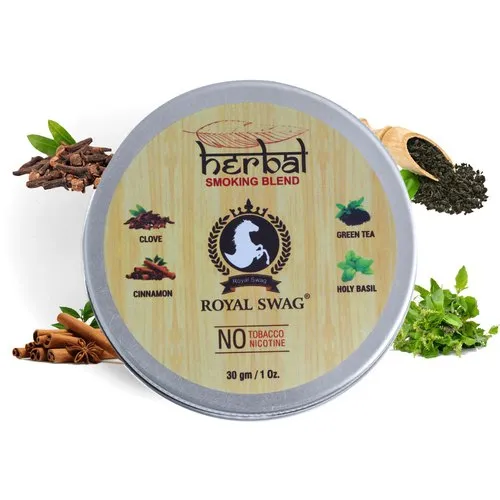 herbal
SMOKING BLEND
CLOVE
GREEN TEA
CINNAMON
HOLY BASIL
Royal Swag
ROYAL SWAG®
NO TOBACCO
NICOTINE
30 gm / 1 Oz.